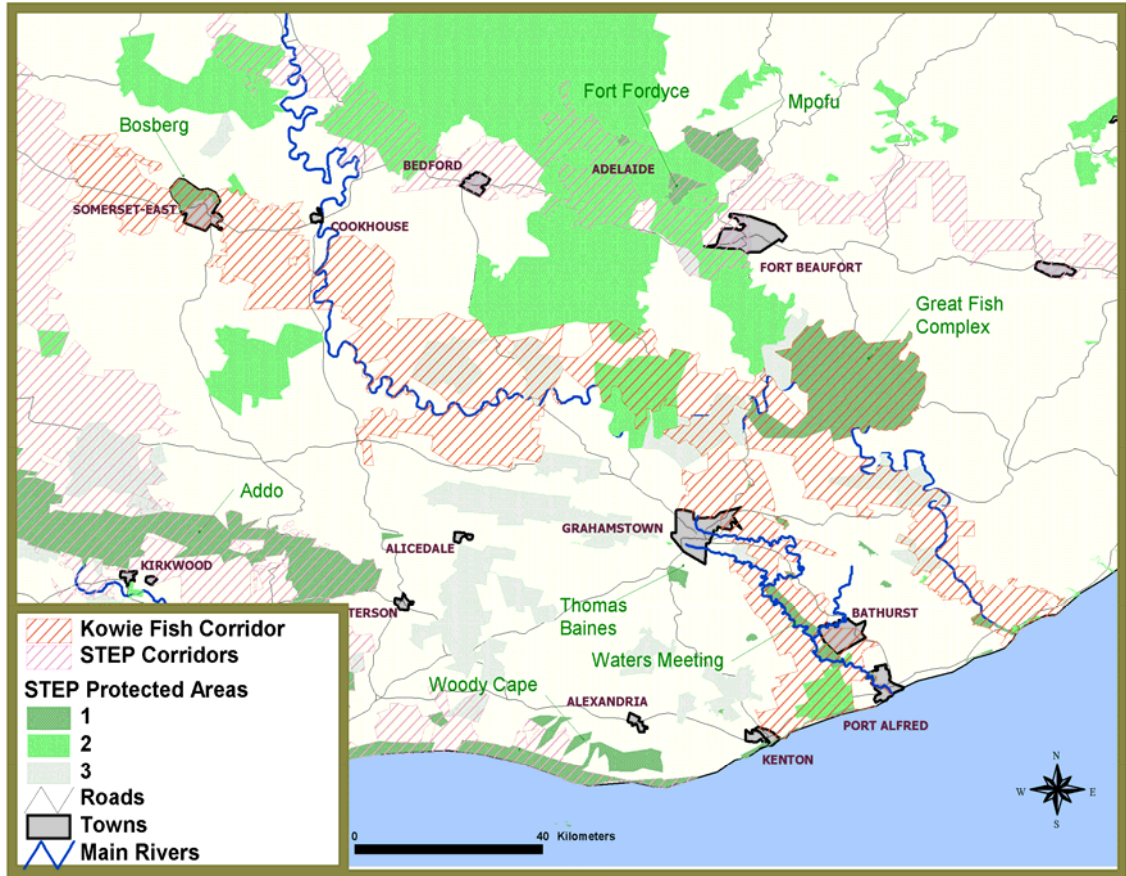 Fort Fordyce
Mpofu
Bosberg
BEDFORD
ADELAIDE
SOMERSET-EAST
COOKHOUSE
FORT BEAUFORT
Great Fish
Complex
Addo
GRAHAMSTOWN
ALICEDALE
KIRKWOOD
Thomas
Baines
TERSON
BATHURST
Waters Meeting
Woody Cape
ALEXANDRIA
PORT ALFRED
KENTON
Kowie Fish Corridor
STEP Corridors
STEP Protected Areas
1
2
3
Roads
Towns
Main Rivers
0 40 Kilometers
N
W E
S